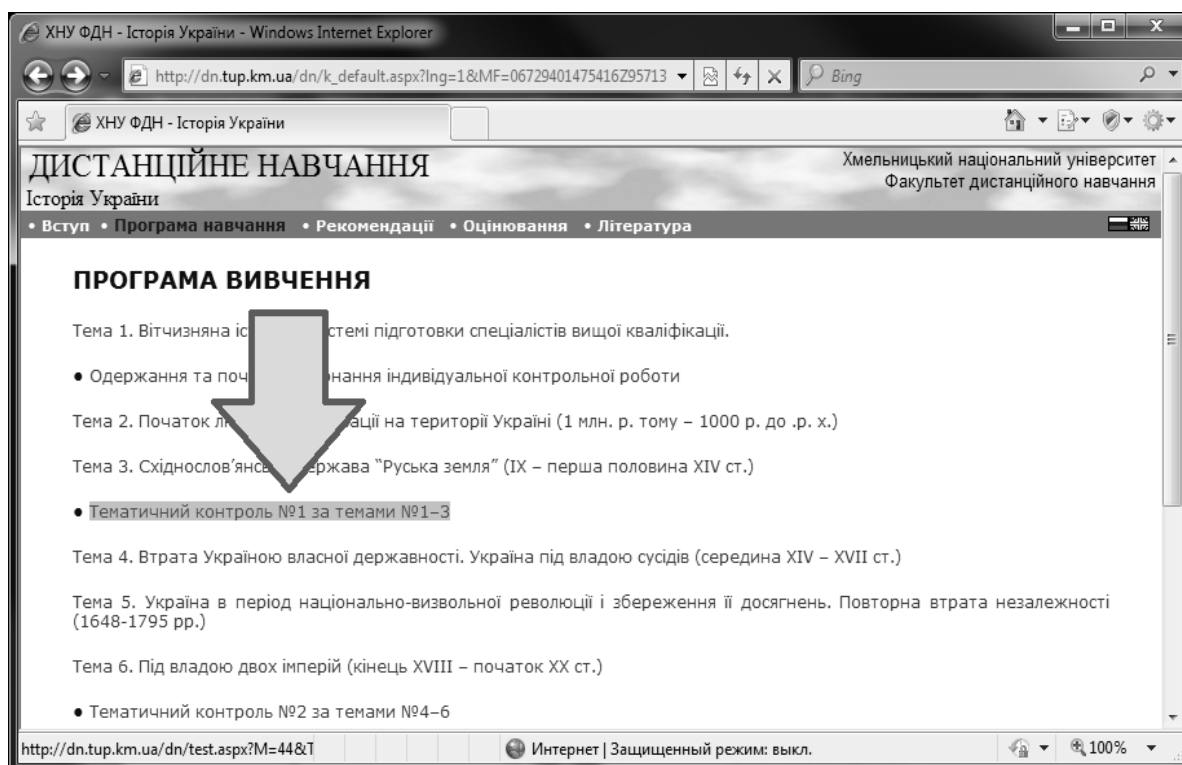 ХНУ ФДН - Історія України - Windows Internet Explorer
http://dn.tup.km.ua/dn/k_default.aspx?lng=1&MF=06729401475416Z95713
Bing
ХНУ ФДН - Історія України
ДИСТАНЦІЙНЕ НАВЧАННЯ
Хмельницький національний університет
Історія України
Факультет дистанційного навчання
• Вступ • Програма навчання • Рекомендації • Оцінювання • Література
ПРОГРАМА ВИВЧЕННЯ
Тема 1. Вітчизняна іс стемі підготовки спеціалістів вищої кваліфікації.
• Одержання та поч нання індивідуальної контрольної роботи
Тема 2. Початок ації на території Україні (1 млн. р. тому – 1000 р. до .р. х.)
Тема 3. Східнослов’янсь ержава “Руська земля” (IX – перша половина XIV ст.)
• Тематичний контроль №1 за темами №1–3
Тема 4. Втрата Україною власної державності. Україна під владою сусідів (середина XIV – XVII ст.)
Тема 5. Україна в період національно-визвольної революції і збереження її досягнень. Повторна втрата незалежності
(1648-1795 рр.)
Тема 6. Під владою двох імперій (кінець XVIII – початок XX ст.)
• Тематичний контроль №2 за темами №4–6
http://dn.tup.km.ua/dn/test.aspx?M=44&T
Интернет | Защищенный режим: выкл.
100%